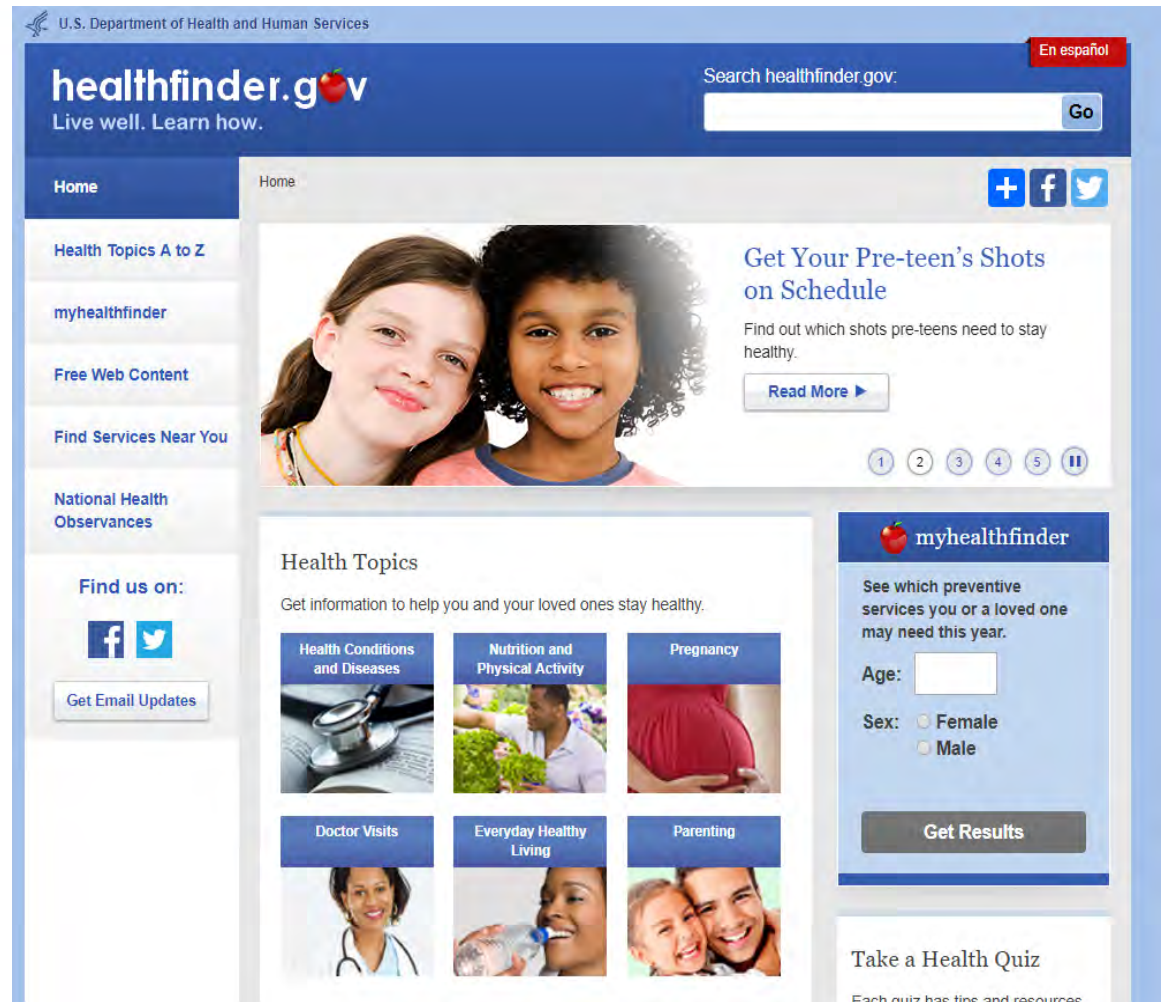 U.S. Department of Health and Human Services
En español
healthfinder.gov
Live well. Learn how.
Search healthfinder.gov:
Go
Home
Health Topics A to Z
myhealthfinder
Free Web Content
Find Services Near You
National Health
Observances
Find us on:
Get Email Updates
Home
Get Your Pre-teen's Shots
on Schedule
Find out which shots pre-teens need to stay
healthy.
Read More
1 2 3 4 5
Health Topics
Get information to help you and your loved ones stay healthy.
Health Conditions
and Diseases
Nutrition and
Physical Activity
Pregnancy
Doctor Visits
Everyday Healthy
Living
Parenting
myhealthfinder
See which preventive
services you or a loved one
may need this year.
Age:
Sex: Female
Male
Get Results
Take a Health Quiz
Each quiz has tips and resources